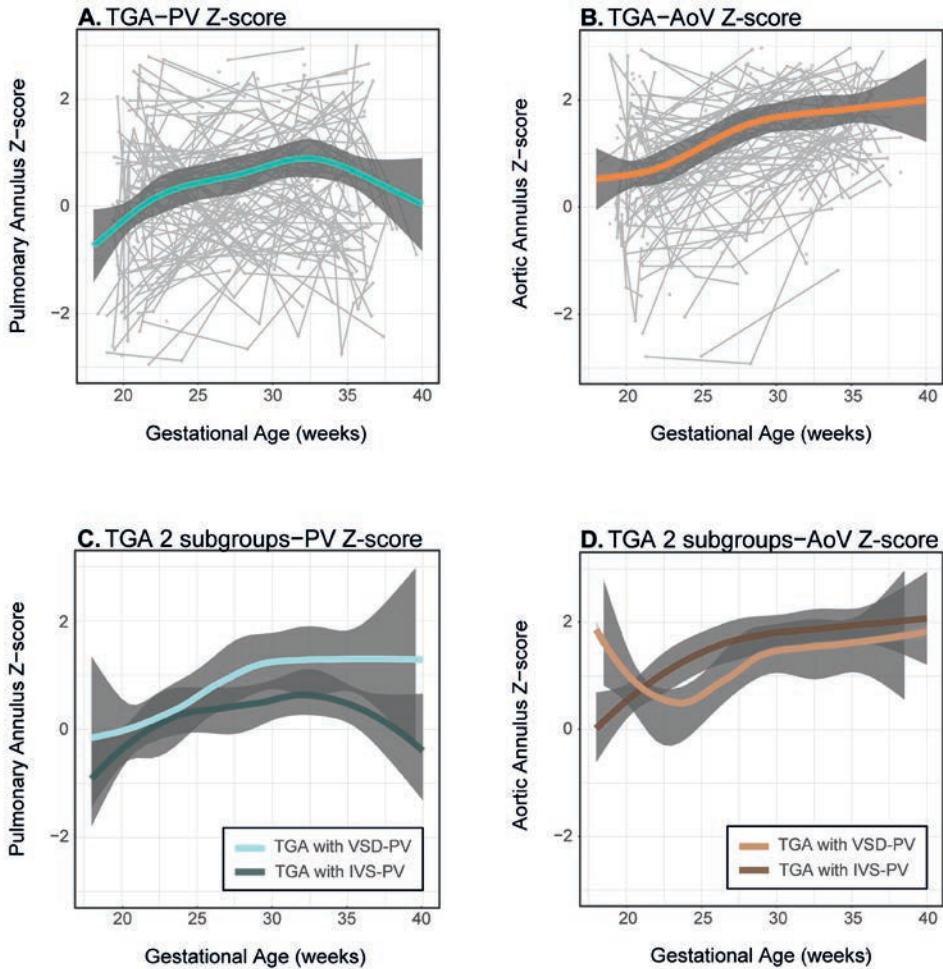 A. TGA−PV Z-score
Pulmonary Annulus Z−score
2
0
−2
20 25 30 35 40
Gestational Age (weeks)
B. TGA−AoV Z-score
Aortic Annulus Z−score
2
0
−2
20 25 30 35 40
Gestational Age (weeks)
C. TGA 2 subgroups−PV Z-score
Pulmonary Annulus Z−score
2
0
−2
TGA with VSD-PV
TGA with IVS-PV
20 25 30 35 40
Gestational Age (weeks)
D. TGA 2 subgroups−AoV Z-score
Aortic Annulus Z−score
2
0
−2
TGA with VSD-PV
TGA with IVS-PV
20 25 30 35 40
Gestational Age (weeks)